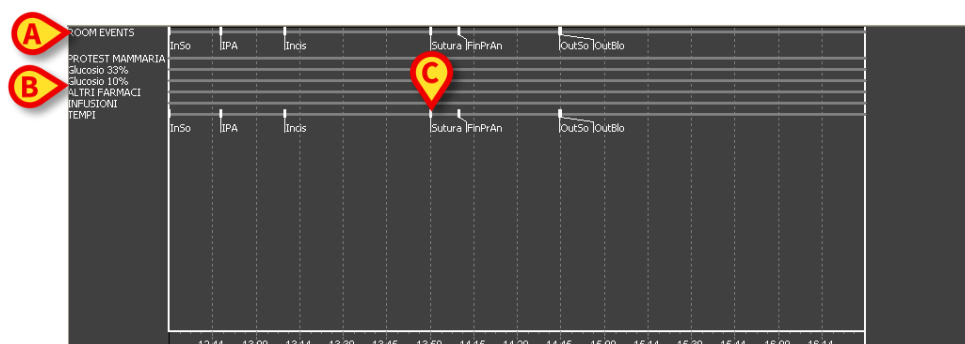 A
ROOM EVENTS
InSo IPA Incis Sutura FinPrAn OutSo OutBlo
PROTEST MAMMARIA
Glucosio 33%
C
B
Glucosio 10%
ALTRI FARMACI
INFUSIONI
TEMPI
InSo IPA Incis Sutura FinPrAn OutSo OutBlo